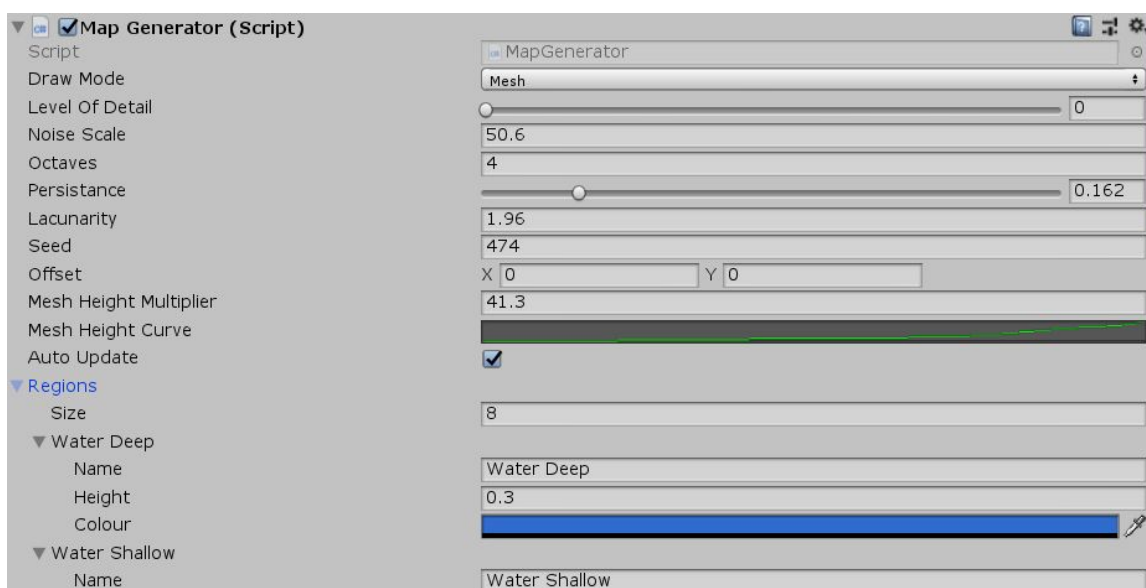 Map Generator (Script)
Script MapGenerator
Draw Mode Mesh
Level Of Detail 0
Noise Scale 50.6
Octaves 4
Persistance 0.162
Lacunarity 1.96
Seed 474
Offset X 0 Y 0
Mesh Height Multiplier 41.3
Mesh Height Curve
Auto Update
Regions
Size 8
Water Deep
Name Water Deep
Height 0.3
Colour
Water Shallow
Name Water Shallow